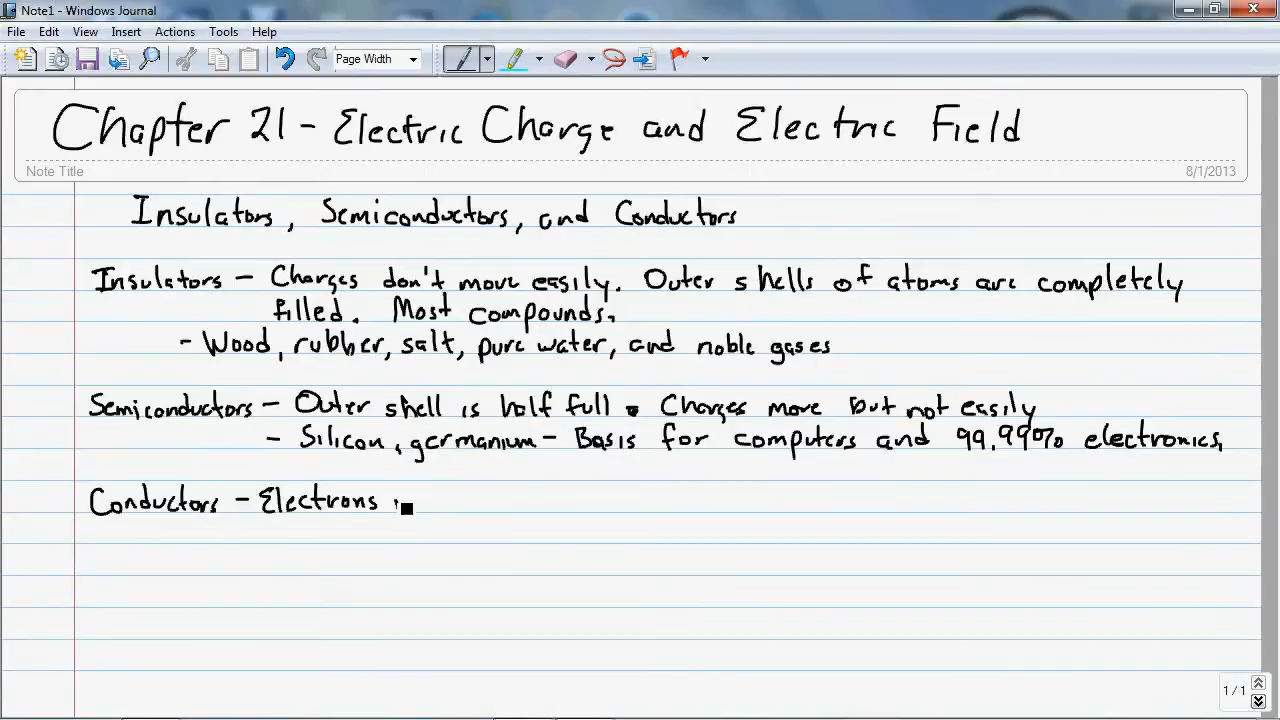 Note1 - Windows Journal
File Edit View Insert Actions Tools Help
Page Width
Chapter 21 - Electric Charge and Electric Field
Note Title 8/1/2013
Insulators, Semiconductors, and Conductors
Insulators - Charges don't move easily. Outer shells of atoms are completely
filled. Most compounds.
- Wood, rubber, salt, pure water, and noble gases
Semiconductors - Outer shell is half full. Charges move but not easily
- Silicon, germanium - Basis for computers and 99.99% electronics.
Conductors - Electrons
1 / 1